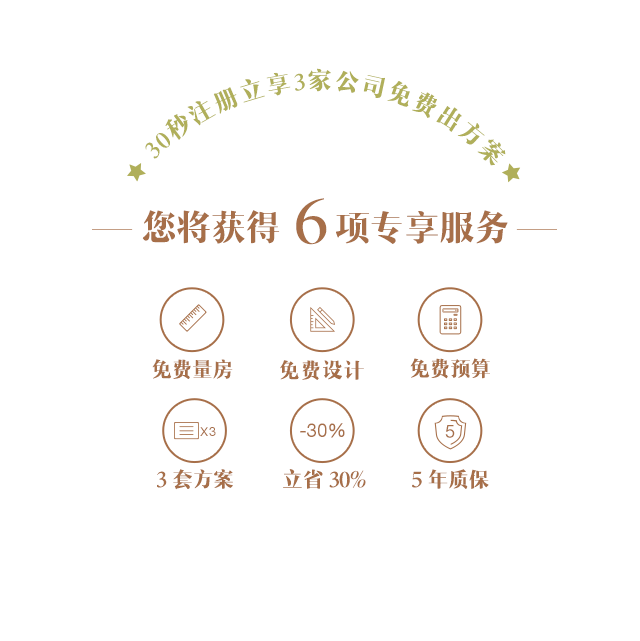 30秒注册立享3家公司免费出方案
您将获得 6 项专享服务
免费量房
免费设计
免费预算
X3
-30%
5
3 套方案
立省 30%
5 年质保